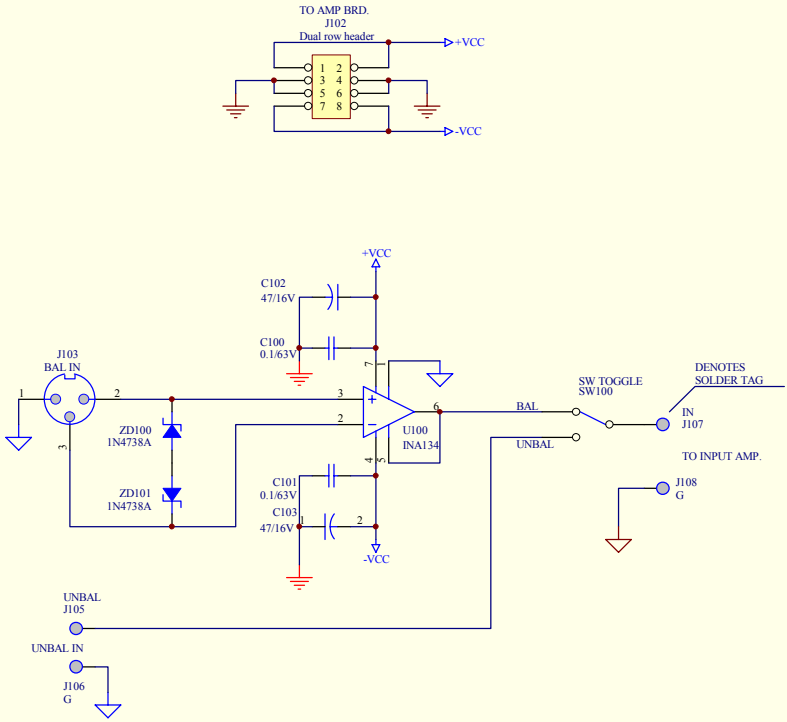 TO AMP BRD.
J102
Dual row header
+VCC
1 2
3 4
5 6
7 8
-VCC
+VCC
C102
47/16V
C100
0.1/63V
7
1
J103
BAL IN
1
2
3
ZD100
1N4738A
ZD101
1N4738A
3
2
6
U100
INA134
4
5
C101
0.1/63V
C103
47/16V
1
2
-VCC
SW TOGGLE
SW100
BAL
UNBAL
DENOTES
SOLDER TAG
IN
J107
TO INPUT AMP.
J108
G
UNBAL
J105
UNBAL IN
J106
G